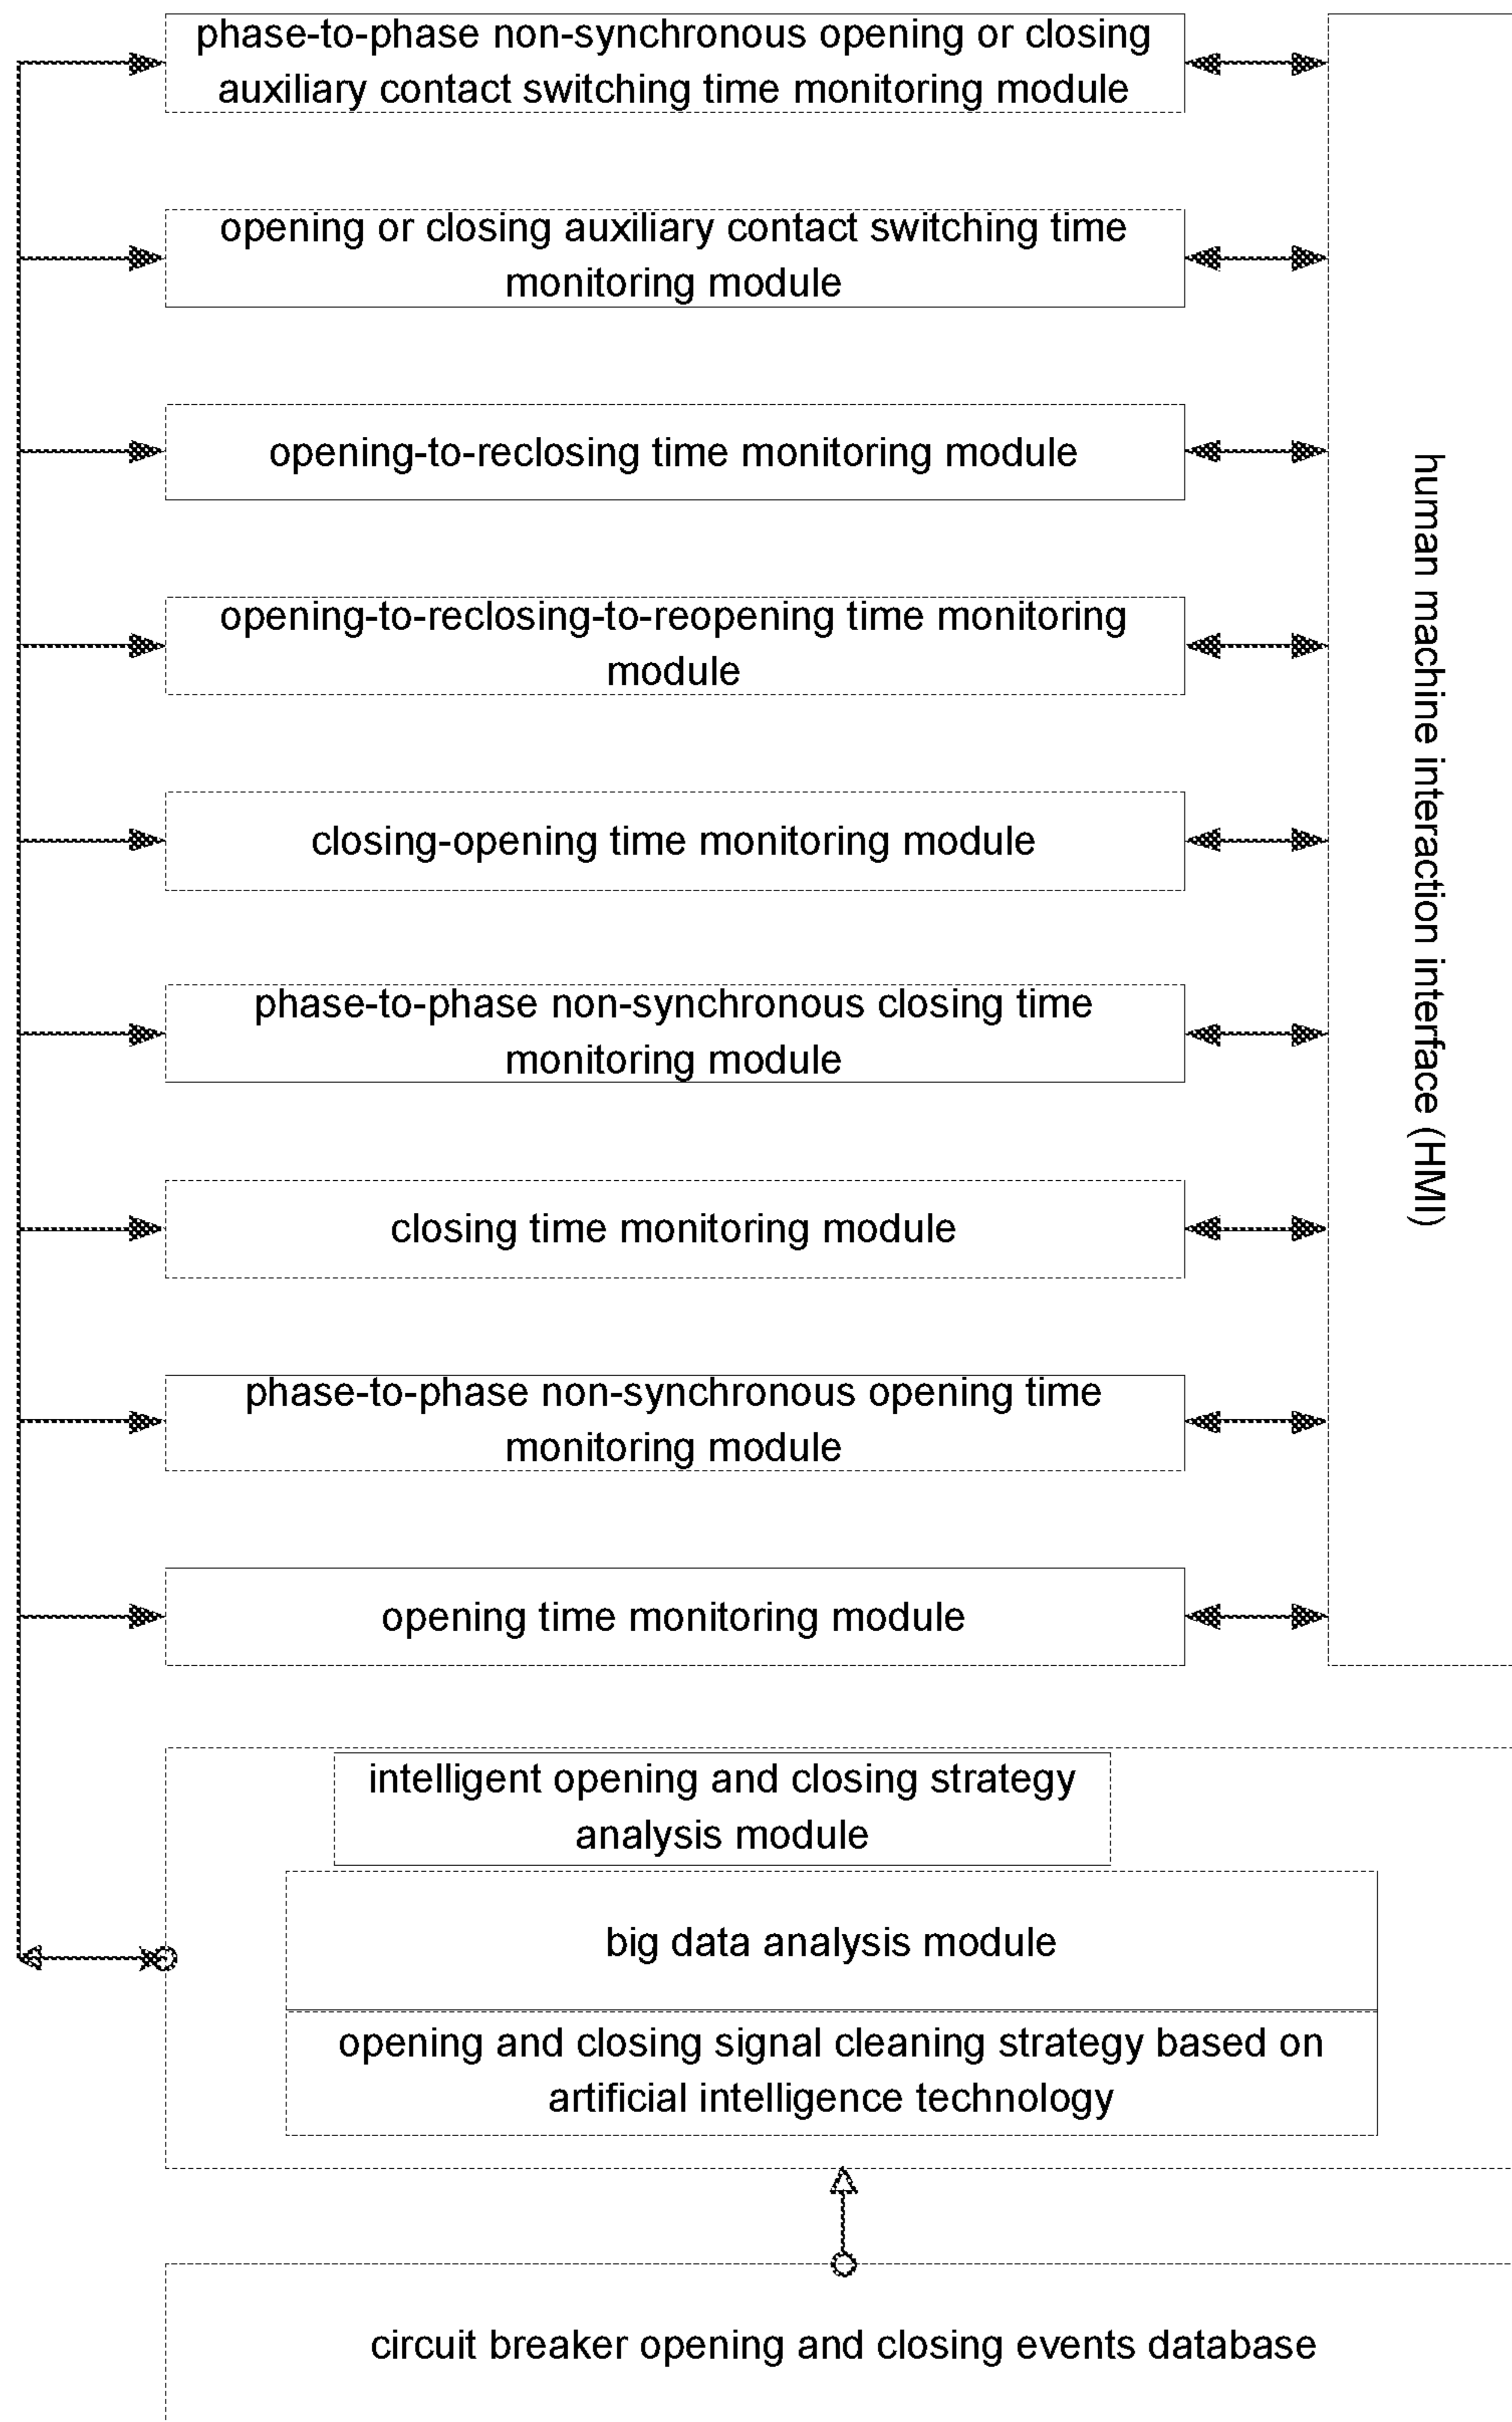 phase-to-phase non-synchronous opening or closing
auxiliary contact switching time monitoring module
opening or closing auxiliary contact switching time
monitoring module
opening-to-reclosing time monitoring module
opening-to-reclosing-to-reopening time monitoring
module
closing-opening time monitoring module
phase-to-phase non-synchronous closing time
monitoring module
closing time monitoring module
phase-to-phase non-synchronous opening time
monitoring module
opening time monitoring module
human machine interaction interface (HMI)
intelligent opening and closing strategy
analysis module
big data analysis module
opening and closing signal cleaning strategy based on
artificial intelligence technology
circuit breaker opening and closing events database